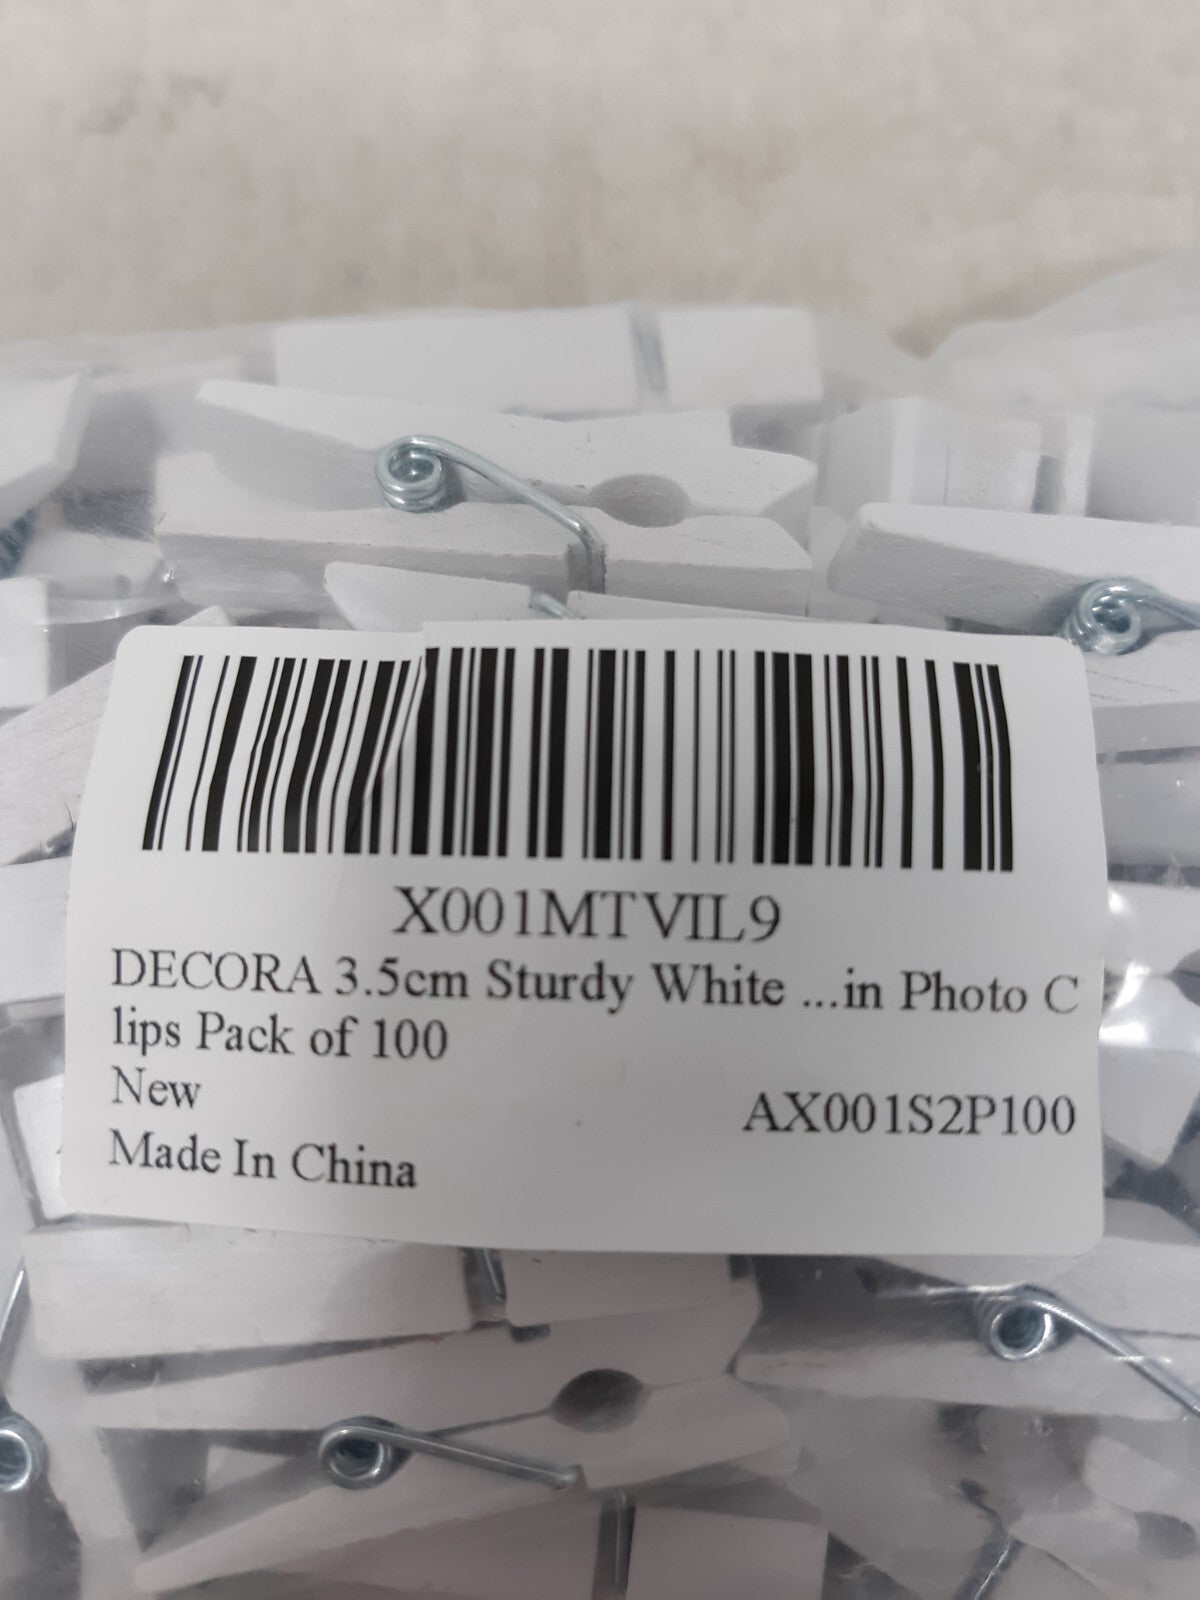 X001MTVIL9
DECORA 3.5cm Sturdy White ...in Photo C
lips Pack of 100
New
AX001S2P100
Made In China